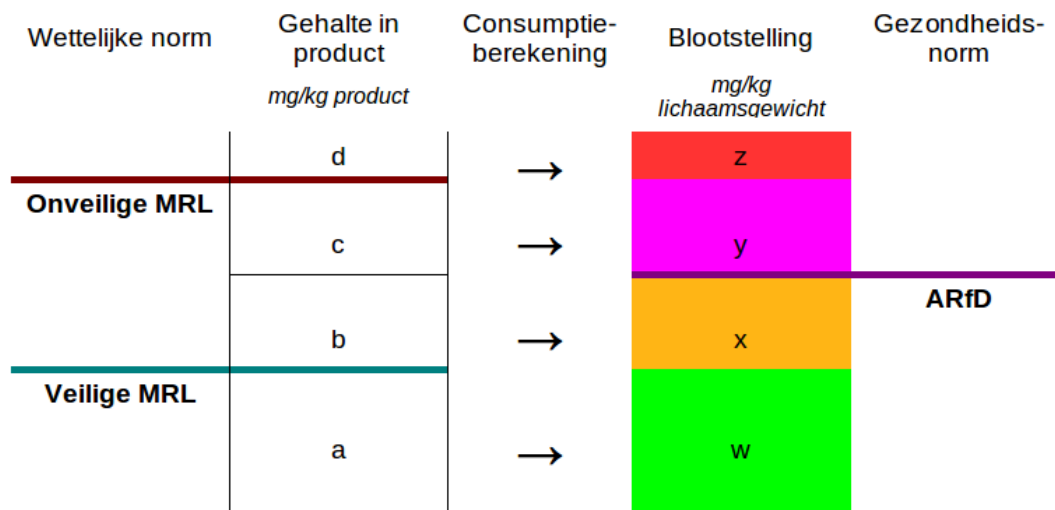 Wettelijke norm
Gehalte in
product
mg/kg product
Consumptie-
berekening
Blootstelling
mg/kg
lichaamsgewicht
Gezondheids-
norm
d
→
z
Onveilige MRL
c
→
y
ARfD
b
→
x
Veilige MRL
a
→
w